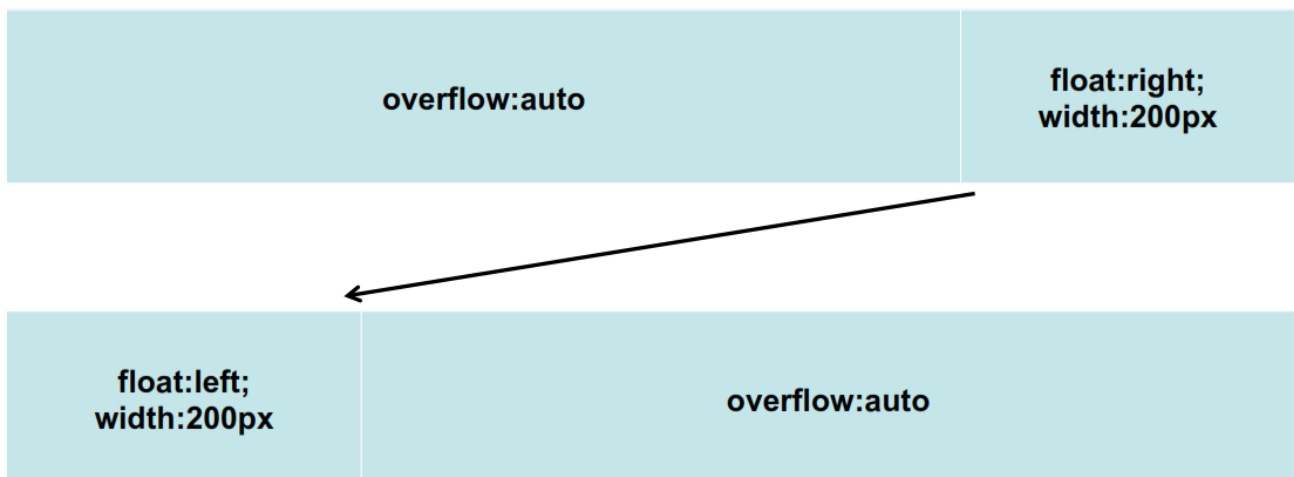 overflow:auto
float:right;
width:200px
float:left;
width:200px
overflow:auto